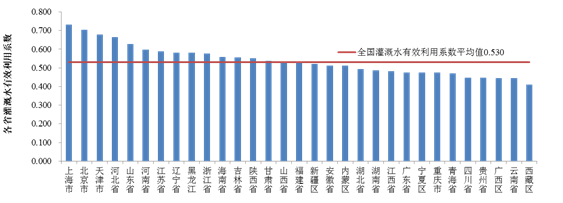 各省灌溉水有效利用系数
0.800
0.700
0.600
0.500
0.400
0.300
0.200
0.100
0.000
全国灌溉水有效利用系数平均值0.530
上海市
北京市
天津市
河北省
山东省
河南省
江苏省
辽宁省
黑龙江
浙江省
海南省
吉林省
陕西省
甘肃省
山西省
福建省
新疆区
安徽省
内蒙区
湖北省
湖南省
江西省
广东省
宁夏区
重庆市
青海省
四川省
贵州省
广西区
云南省
西藏区